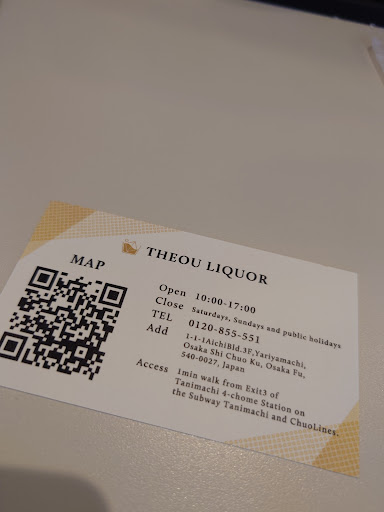 THEOU LIQUOR
MAP
Open 10:00-17:00
Close Saturdays, Sundays and public holidays
TEL 0120-855-551
Add 1-1-1AichiBld.3F,Yariyamachi,
Osaka Shi Chuo Ku, Osaka Fu,
540-0027, Japan
Access 1min walk from Exit3 of
Tanimachi 4-chome Station on
the Subway Tanimachi and ChuoLines.